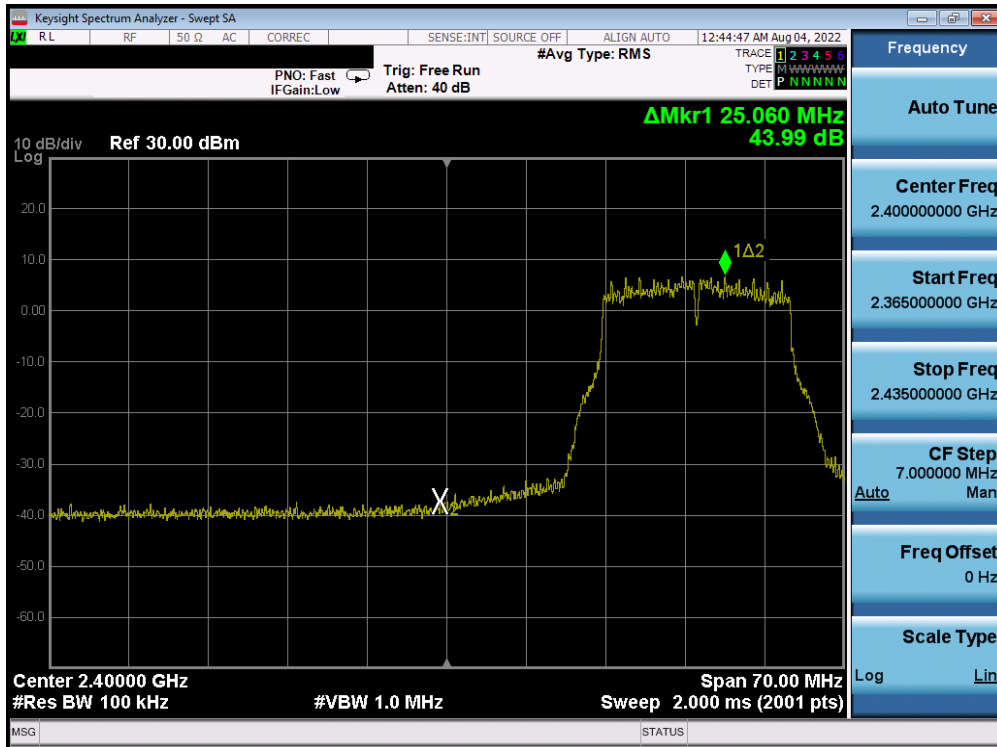 Keysight Spectrum Analyzer - Swept SA
LXI RL RF 50 Ω AC CORREC SENSE:INT SOURCE OFF ALIGN AUTO 12:44:47 AM Aug 04, 2022
#Avg Type: RMS
TRACE 1 2 3 4 5 6
TYPE M W W W W W
DET P N N N N N
PNO: Fast Trig: Free Run
IFGain:Low Atten: 40 dB
ΔMkr1 25.060 MHz
43.99 dB
10 dB/div Ref 30.00 dBm
Log
20.0
10.0
0.00
-10.0
-20.0
-30.0
-40.0
-50.0
-60.0
1Δ2
X2
Center 2.40000 GHz Span 70.00 MHz
#Res BW 100 kHz #VBW 1.0 MHz Sweep 2.000 ms (2001 pts)
MSG STATUS
Frequency
Auto Tune
Center Freq
2.400000000 GHz
Start Freq
2.365000000 GHz
Stop Freq
2.435000000 GHz
CF Step
7.000000 MHz
Auto Man
Freq Offset
0 Hz
Scale Type
Log Lin